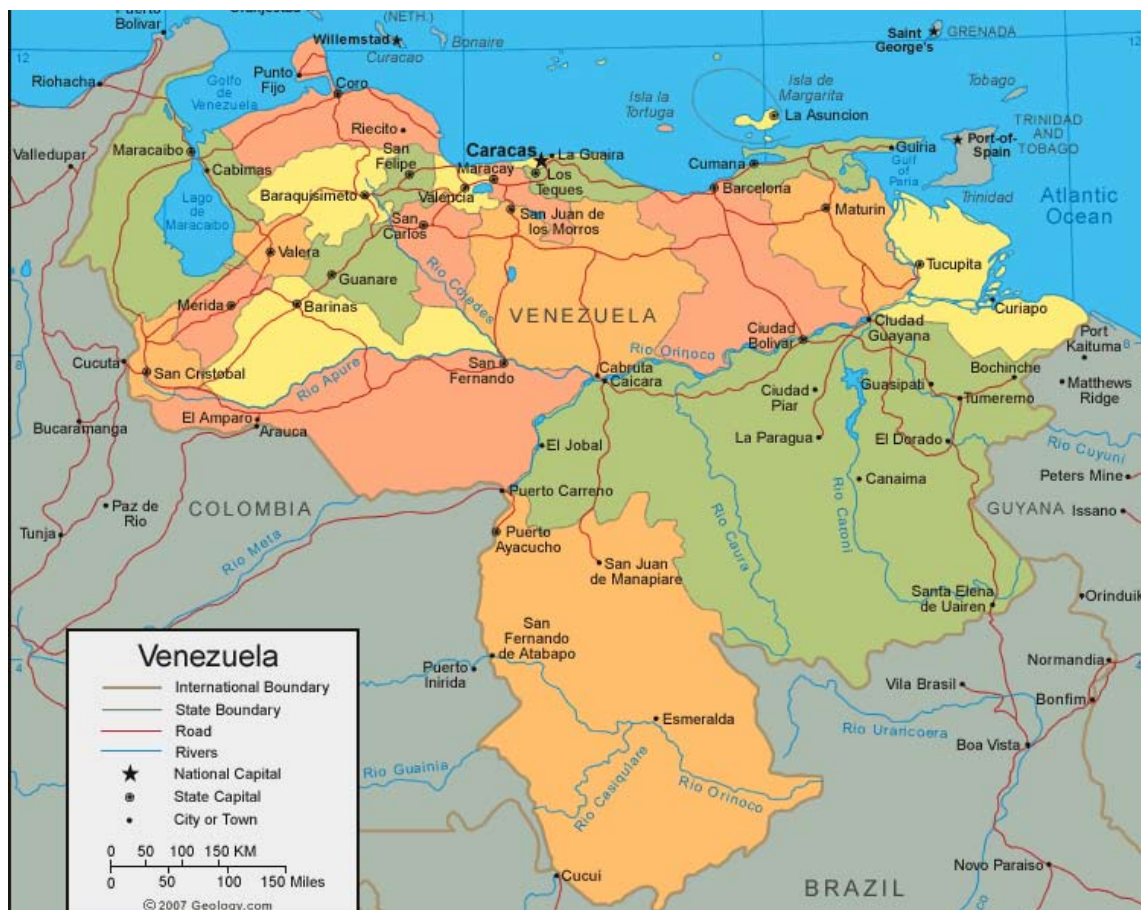 Puerto
Bolivar
Oranjestad
(NETH.)
Willemstad
Bonaire
Curacao
Saint
George's
GRENADA
12
12
Riohacha
Golfo
de
Venezuela
Punto
Fijo
Coro
Isla de
Margarita
Isla la
Tortuga
La Asuncion
Tobago
TRINIDAD
AND
TOBAGO
Riecito
Valledupar
Maracaibo
Cabimas
San
Felipe
Caracas
La Guaira
Maracay
Los
Teques
Cumana
Guiria
Port-of-
Spain
Gulf
of
Paria
Trinidad
Atlantic
Ocean
Lago
de
Maracaibo
Baraquisimeto
Valencia
Barcelona
San
Carlos
San Juan de
los Morros
Maturin
Valera
Guanare
Rio Cojedes
Tucupita
Merida
Barinas
VENEZUELA
Curiapo
Ciudad
Bolivar
Ciudad
Guayana
Port
Kaituma
8
8
Cucuta
San Cristobal
Rio Apure
San
Fernando
Cabruta
Caicara
Rio Orinoco
Ciudad
Piar
Guasipati
Bochinche
Tumeremo
Matthews
Ridge
Bucaramanga
El Amparo
Arauca
La Paragua
El Dorado
Rio Cuyuni
El Jobal
Canaima
Peters Mine
COLOMBIA
Paz de
Rio
Puerto Carreno
GUYANA
Issano
Tunja
Rio Meta
Puerto
Ayacucho
Rio Caura
Rio Caroni
San Juan
de Manapiare
Santa Elena
de Uairen
Orinduik
San
Fernando
de Atabapo
4
4
Puerto
Inirida
Normandia
Vila Brasil
Bonfim
Esmeralda
Rio Uraricoera
Boa Vista
Rio Guainia
Rio Casiqulare
Rio Orinoco
Cucui
Novo Paraiso
BRAZIL
co
Venezuela
International Boundary
State Boundary
Road
Rivers
National Capital
State Capital
City or Town
0 50 100 150 KM
0 50 100 150 Miles
© 2007 Geology.com